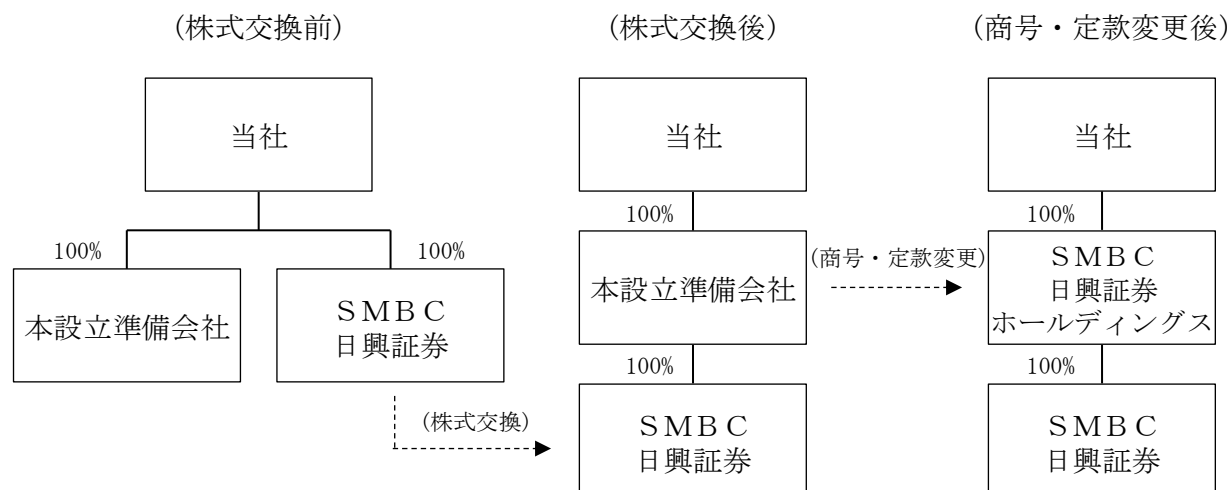 (株式交換前)
当社
100%
100%
本設立準備会社
ＳＭＢＣ
日興証券
(株式交換)
(株式交換後)
当社
100%
本設立準備会社
100%
ＳＭＢＣ
日興証券
(商号・定款変更)
(商号・定款変更後)
当社
100%
ＳＭＢＣ
日興証券
ホールディングス
100%
ＳＭＢＣ
日興証券